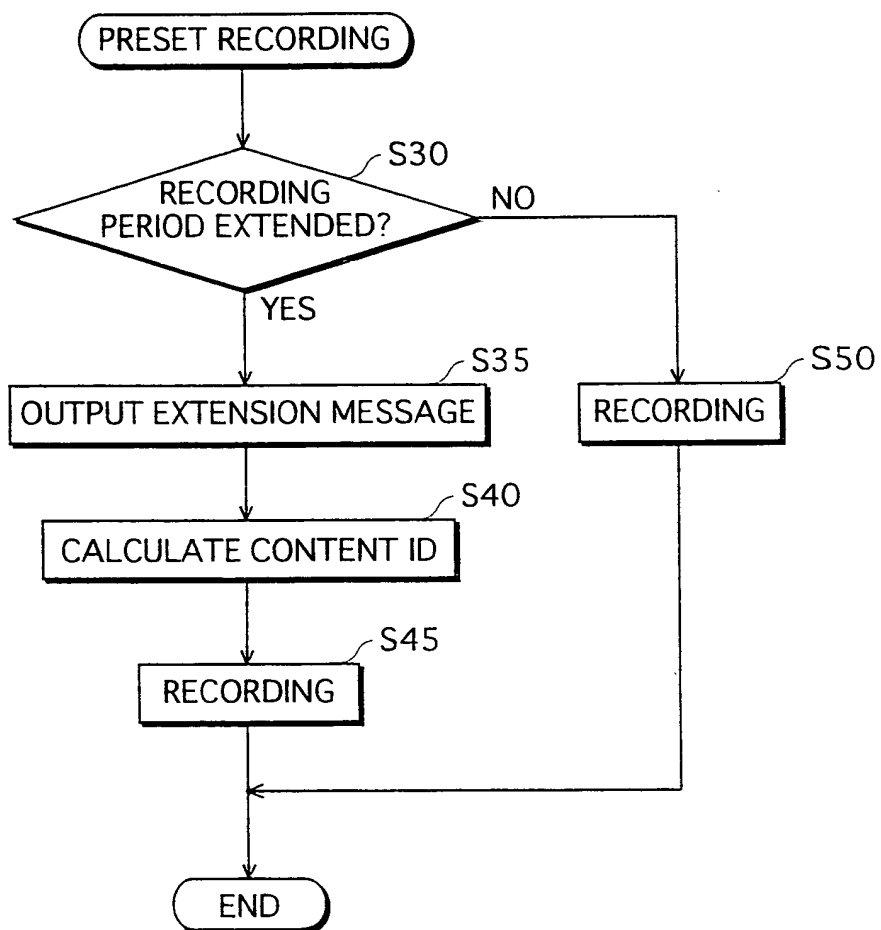 PRESET RECORDING
S30
RECORDING
PERIOD EXTENDED?
NO
YES
S35
OUTPUT EXTENSION MESSAGE
S50
RECORDING
S40
CALCULATE CONTENT ID
S45
RECORDING
END